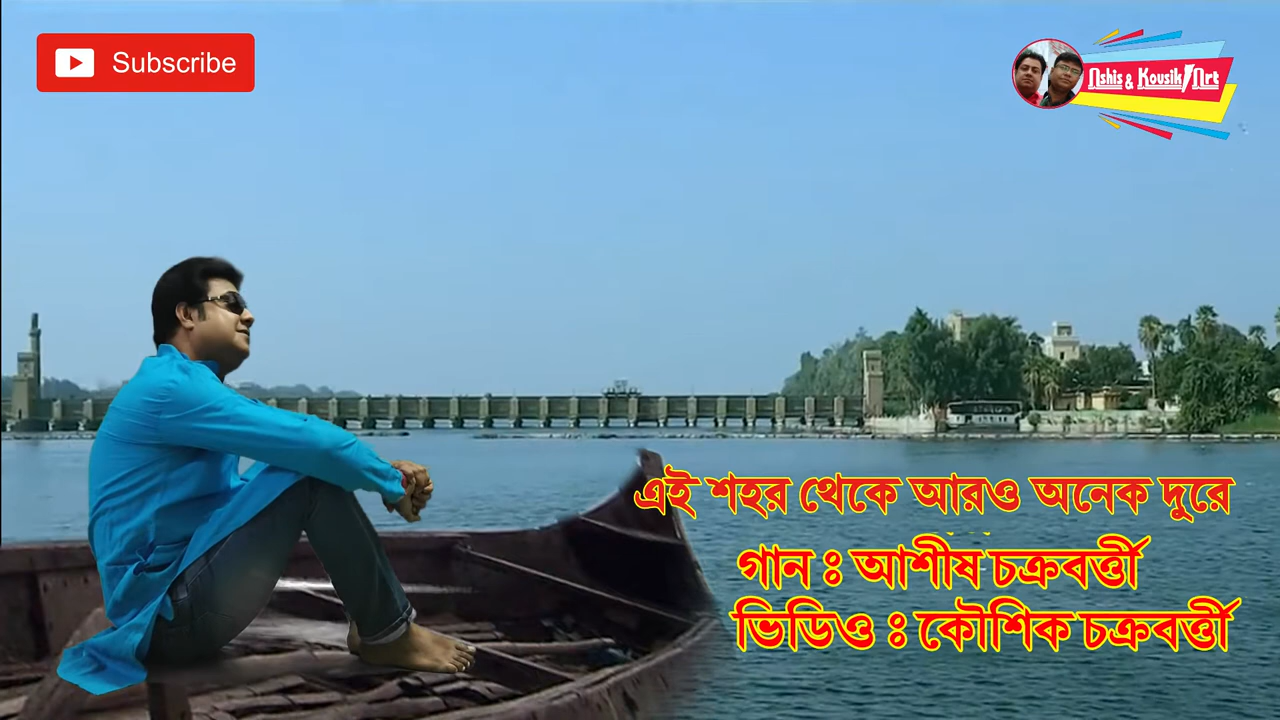 Subscribe
Ashis & Kousik Art
এই শহর থেকে আরও অনেক দুরে
গান ঃ আশীষ চক্রবর্ত্তী
ভিডিও ঃ কৌশিক চক্রবর্ত্তী